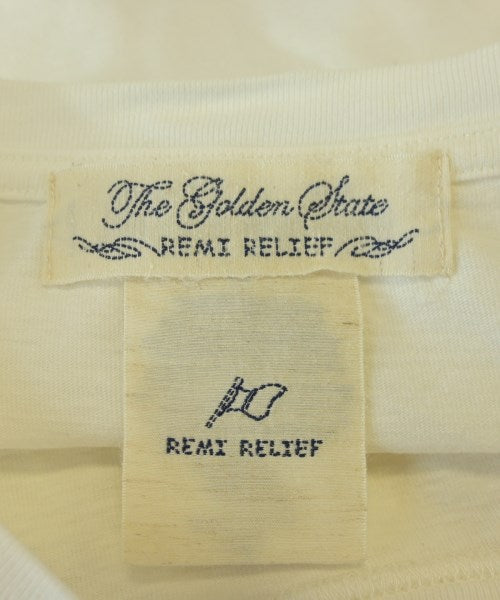 The Golden State
REMI RELIEF
REMI RELIEF